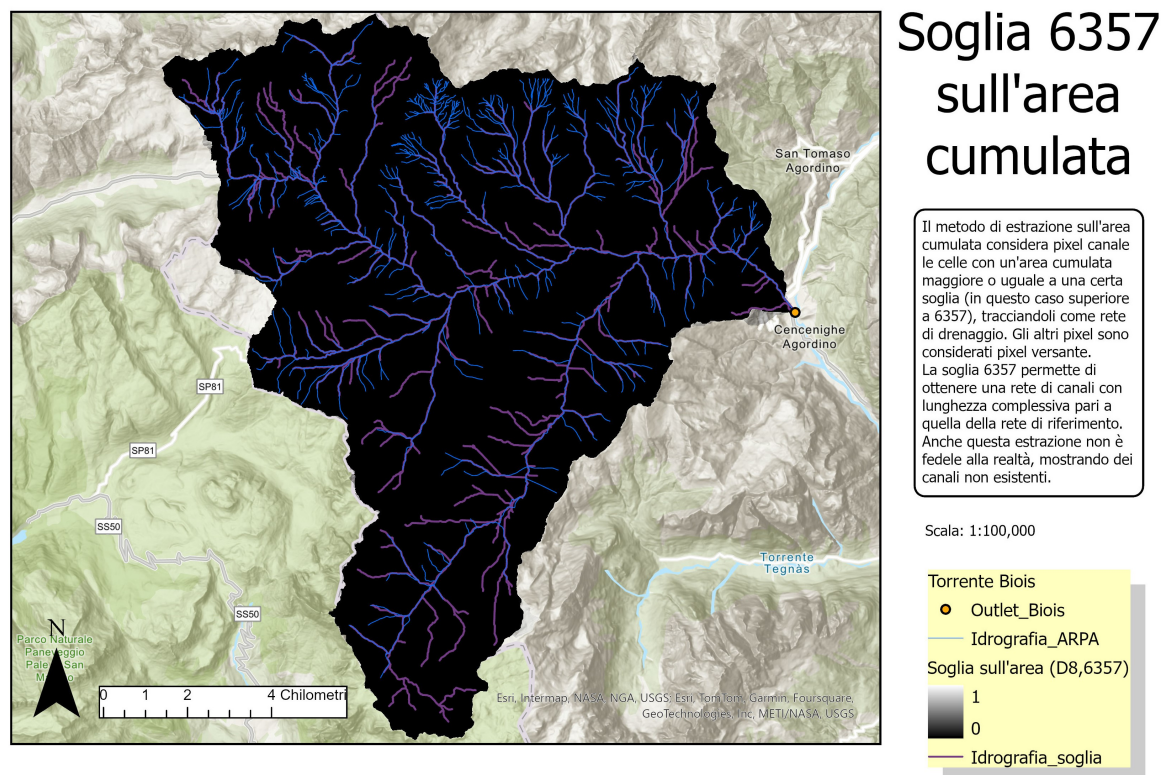 Soglia 6357
sull'area
cumulata
Il metodo di estrazione sull'area
cumulata considera pixel canale
le celle con un'area cumulata
maggiore o uguale a una certa
soglia (in questo caso superiore
a 6357), tracciandoli come rete
di drenaggio. Gli altri pixel sono
considerati pixel versante.
La soglia 6357 permette di
ottenere una rete di canali con
lunghezza complessiva pari a
quella della rete di riferimento.
Anche questa estrazione non è
fedele alla realtà, mostrando dei
canali non esistenti.
Scala: 1:100,000
Torrente Biois
Outlet_Biois
Idrografia_ARPA
Soglia sull'area (D8,6357)
1
0
Idrografia_soglia
San Tomaso
Agordino
Cencenighe
Agordino
SP81
SP81
SS50
SS50
Torrente
Tegnàs
N
Parco Naturale
Paneveggio
Pale San
0 1 2 4 Chilometri
Esri, Intermap, NASA, NGA, USGS; Esri, TomTom, Garmin, Foursquare,
GeoTechnologies, Inc, METI/NASA, USGS